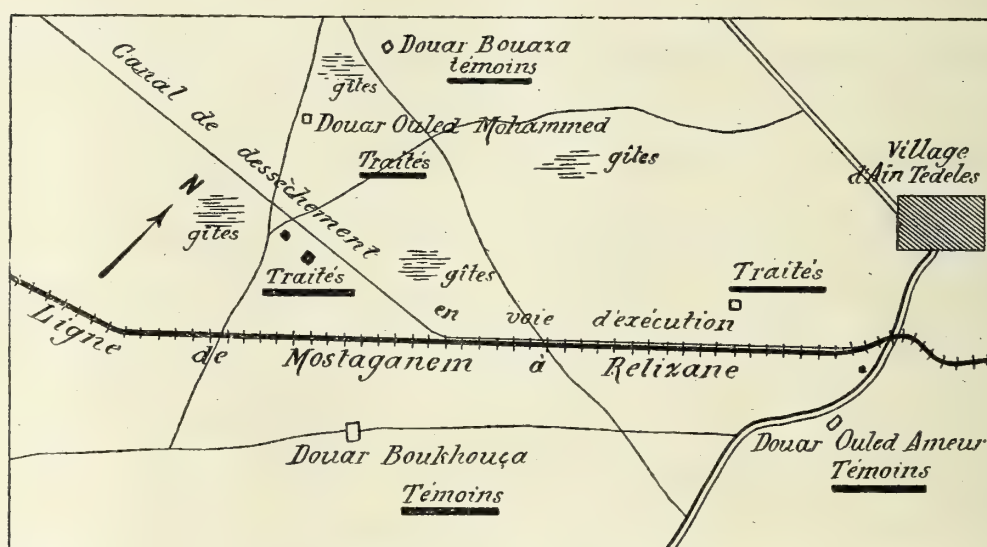 Canal de dessèchement en voie d'exécution
Douar Bouaza
témoins
gîtes
Douar Ouled Mohammed
Traités
gîtes
Village
d'Aïn Tedeles
N
gîtes
gîtes
Traités
Traités
Ligne de Mostaganem à Relizane
Douar Boukhouça
Témoins
Douar Ouled Ameur
Témoins